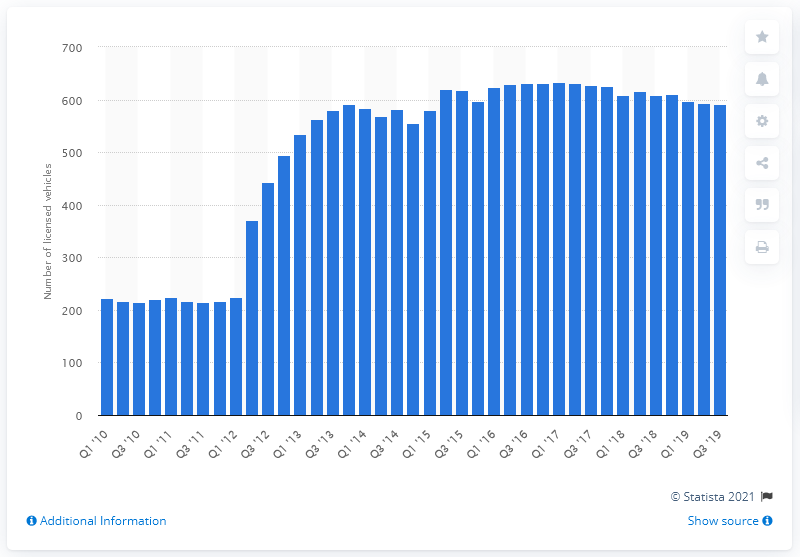 700
600
500
400
300
200
100
0
Number of licensed vehicles
Q1 '10
Q3 '10
Q1 '11
Q3 '11
Q1 '12
Q3 '12
Q1 '13
Q3 '13
Q1 '14
Q3 '14
Q1 '15
Q3 '15
Q1 '16
Q3 '16
Q1 '17
Q3 '17
Q1 '18
Q3 '18
Q1 '19
Q3 '19
© Statista 2021
Additional Information
Show source